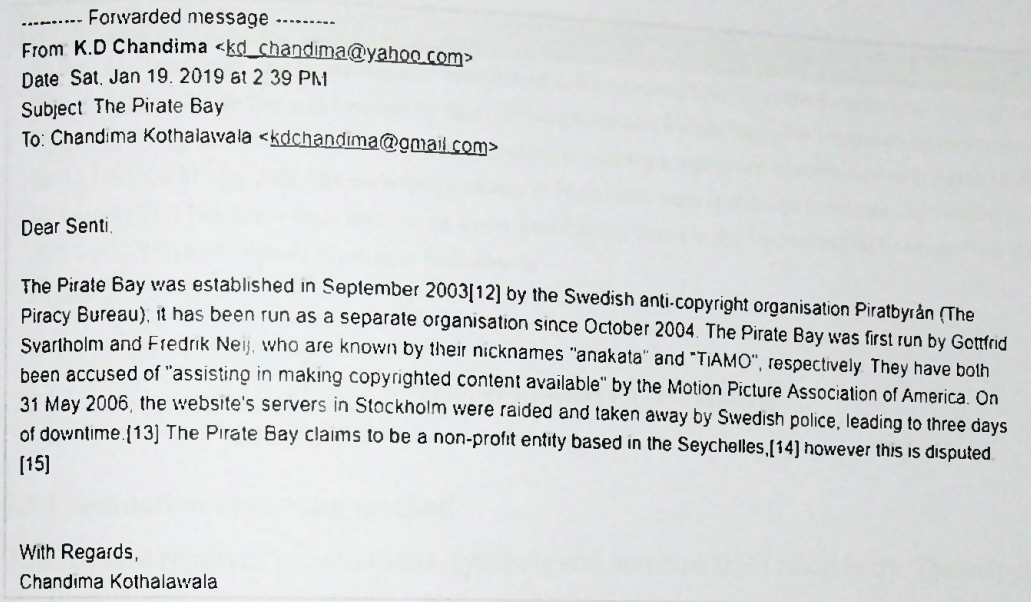 ---------- Forwarded message ---------
From: K.D Chandima <kd_chandima@yahoo.com>
Date: Sat, Jan 19, 2019 at 2:39 PM
Subject: The Pirate Bay
To: Chandima Kothalawala <kdchandima@gmail.com>
Dear Senti,
The Pirate Bay was established in September 2003[12] by the Swedish anti-copyright organisation Piratbyrån (The
Piracy Bureau); it has been run as a separate organisation since October 2004. The Pirate Bay was first run by Gottfrid
Svartholm and Fredrik Neij, who are known by their nicknames "anakata" and "TiAMO", respectively. They have both
been accused of "assisting in making copyrighted content available" by the Motion Picture Association of America. On
31 May 2006, the website's servers in Stockholm were raided and taken away by Swedish police, leading to three days
of downtime.[13] The Pirate Bay claims to be a non-profit entity based in the Seychelles,[14] however this is disputed.
[15]
With Regards,
Chandima Kothalawala